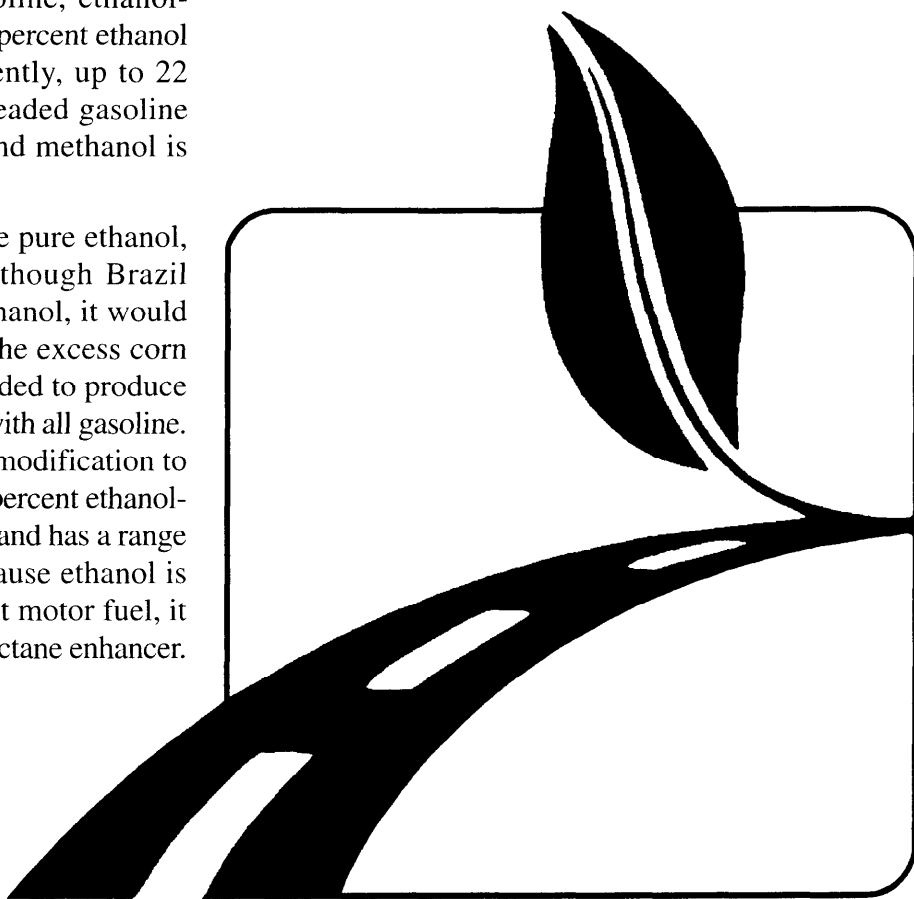 oline, ethanol-
percent ethanol
ently, up to 22
eaded gasoline
nd methanol is
e pure ethanol,
though Brazil
hanol, it would
he excess corn
ded to produce
vith all gasoline.
modification to
percent ethanol-
and has a range
ause ethanol is
t motor fuel, it
ctane enhancer.